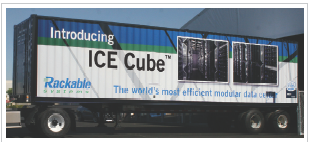 Introducing
ICE Cube™
Rackable
systems
The world's most efficient modular data center